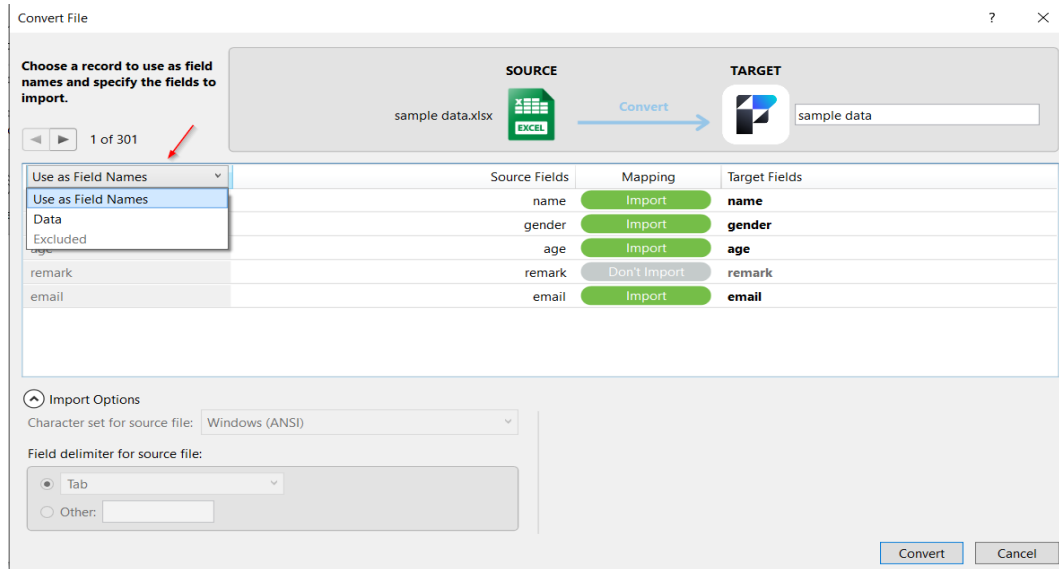 Convert File
?
Choose a record to use as field
names and specify the fields to
import.
1 of 301
SOURCE
TARGET
sample data.xlsx
EXCEL
Convert
sample data
Use as Field Names
Source Fields
Mapping
Target Fields
Use as Field Names
Data
Excluded
name
Import
name
gender
Import
gender
age
age
Import
age
remark
remark
Don't Import
remark
email
email
Import
email
Import Options
Character set for source file:
Windows (ANSI)
Field delimiter for source file:
Tab
Other:
Convert
Cancel